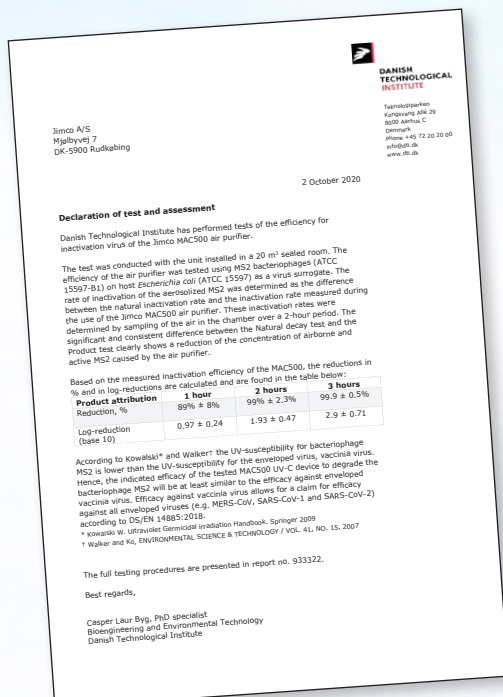 DANISH
TECHNOLOGICAL
INSTITUTE
Teknologiparken
Kongsvang Allé 29
8000 Aarhus C
Denmark
Phone +45 72 20 20 00
info@dti.dk
www.dti.dk
Jimco A/S
Mjølbyvej 7
DK-5900 Rudkøbing
2 October 2020
Declaration of test and assessment
Danish Technological Institute has performed tests of the efficiency for
inactivation virus of the Jimco MAC500 air purifier.
The test was conducted with the unit installed in a 20 m³ sealed room. The
efficiency of the air purifier was tested using MS2 bacteriophages (ATCC
15597-B1) on host Escherichia coli (ATCC 15597) as a virus surrogate. The
rate of inactivation of the aerosolized MS2 was determined as the difference
between the natural inactivation rate and the inactivation rate measured during
the use of the Jimco MAC500 air purifier. These inactivation rates were
determined by sampling of the air in the chamber over a 2-hour period. The
significant and consistent difference between the Natural decay test and the
Product test clearly shows a reduction of the concentration of airborne and
active MS2 caused by the air purifier.
Based on the measured inactivation efficiency of the MAC500, the reductions in
% and in log-reductions are calculated and are found in the table below:
Product attribution 1 hour 2 hours 3 hours
Reduction, % 89% ± 8% 99% ± 2,3% 99.9 ± 0.5%
Log-reduction 0,97 ± 0,24 1.93 ± 0.47 2.9 ± 0.71
(base 10)
According to Kowalski* and Walker† the UV-susceptibility for bacteriophage
MS2 is lower than the UV-susceptibility for the enveloped virus, vaccinia virus.
Hence, the indicated efficacy of the tested MAC500 UV-C device to degrade the
bacteriophage MS2 will be at least similar to the efficacy against enveloped
vaccinia virus. Efficacy against vaccinia virus allows for a claim for efficacy
against all enveloped viruses (e.g. MERS-CoV, SARS-CoV-1 and SARS-CoV-2)
according to DS/EN 14885:2018.
* Kowalski W. Ultraviolet Germicidal irradiation Handbook. Springer 2009
† Walker and Ko, ENVIRONMENTAL SCIENCE & TECHNOLOGY / VOL. 41, NO. 15, 2007
The full testing procedures are presented in report no. 933322.
Best regards,
Casper Laur Byg, PhD specialist
Bioengineering and Environmental Technology
Danish Technological Institute